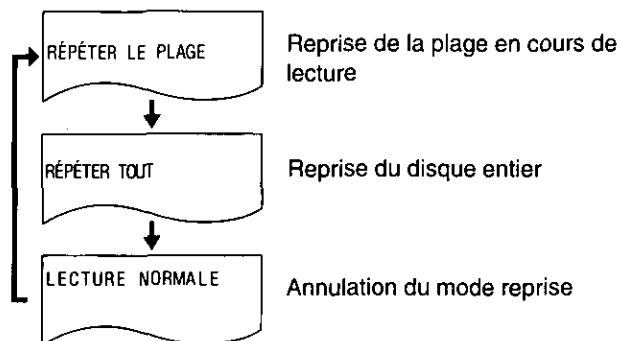 RÉPÉTER LE PLAGE
Reprise de la plage en cours de
lecture
RÉPÉTER TOUT
Reprise du disque entier
LECTURE NORMALE
Annulation du mode reprise